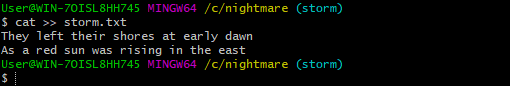 User@WIN-7OISL8HH745 MINGW64 /c/nightmare (storm)
$ cat >> storm.txt
They left their shores at early dawn
As a red sun was rising in the east
User@WIN-7OISL8HH745 MINGW64 /c/nightmare (storm)
$